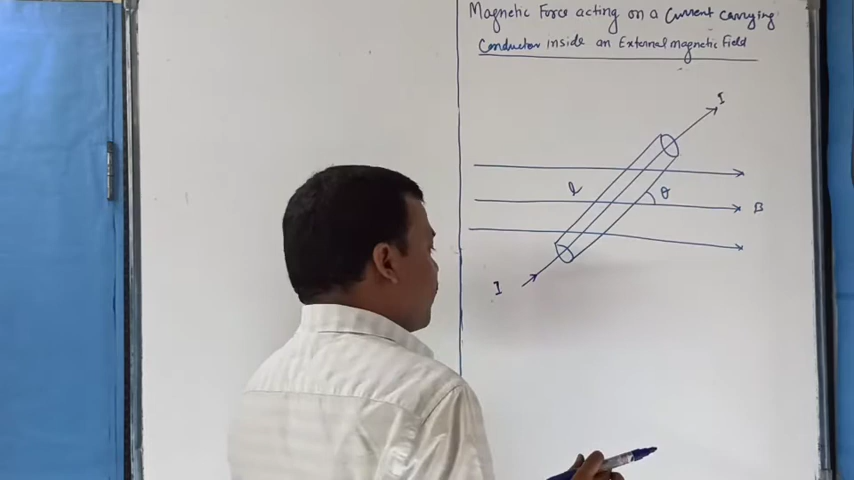 Magnetic Force acting on a Current carrying
Conductor inside an External magnetic Field
I
l
θ
B
I